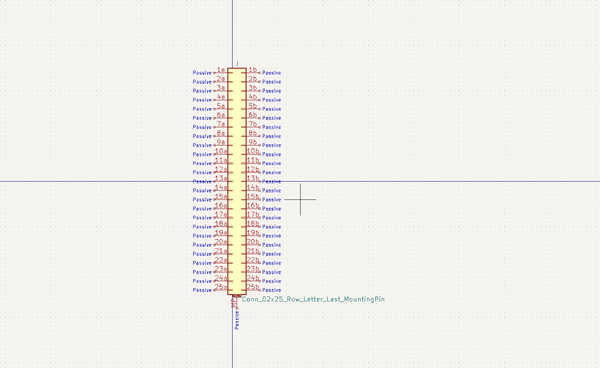 J
Passive 1a 1b Passive
Passive 2a 2b Passive
Passive 3a 3b Passive
Passive 4a 4b Passive
Passive 5a 5b Passive
Passive 6a 6b Passive
Passive 7a 7b Passive
Passive 8a 8b Passive
Passive 9a 9b Passive
Passive 10a 10b Passive
Passive 11a 11b Passive
Passive 12a 12b Passive
Passive 13a 13b Passive
Passive 14a 14b Passive
Passive 15a 15b Passive
Passive 16a 16b Passive
Passive 17a 17b Passive
Passive 18a 18b Passive
Passive 19a 19b Passive
Passive 20a 20b Passive
Passive 21a 21b Passive
Passive 22a 22b Passive
Passive 23a 23b Passive
Passive 24a 24b Passive
Passive 25a 25b Passive
Conn_02x25_Row_Letter_Last_MountingPin
MP
Passive